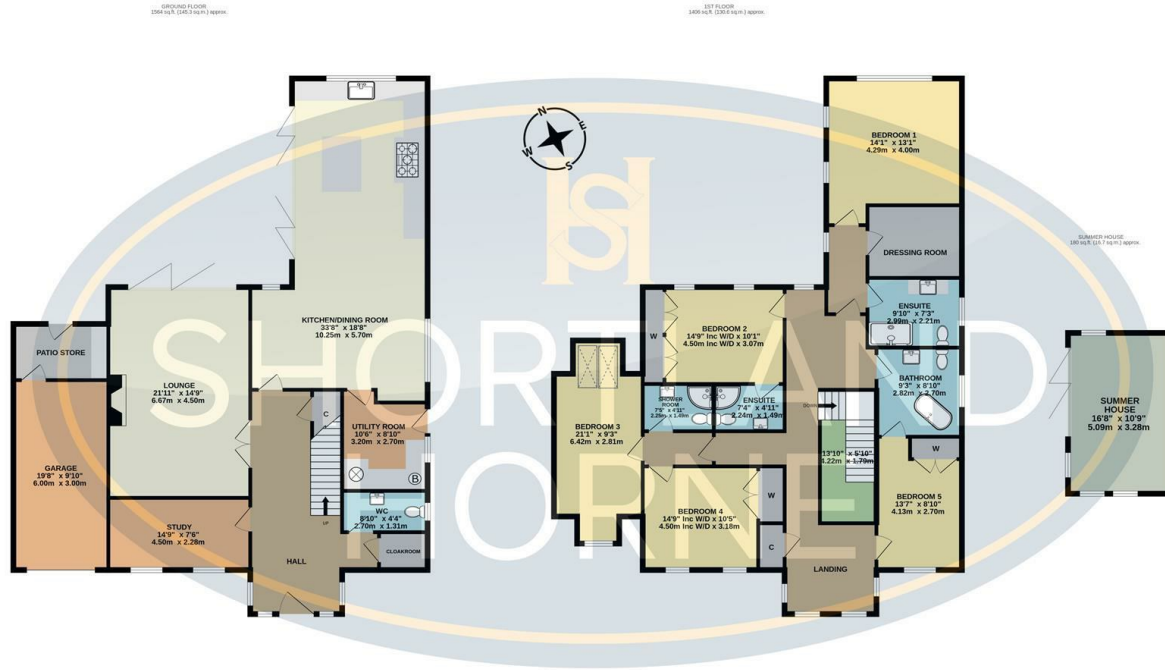 GROUND FLOOR
1564 sq.ft. (145.3 sq.m.) approx.
1ST FLOOR
1406 sq.ft. (130.6 sq.m.) approx.
SUMMER HOUSE
180 sq.ft. (16.7 sq.m.) approx.
N
E
S
W
SH
SHORTLAND
HORNE
KITCHEN/DINING ROOM
33'8" x 18'8"
10.25m x 5.70m
PATIO STORE
LOUNGE
21'11" x 14'9"
6.67m x 4.50m
GARAGE
19'8" x 9'10"
6.00m x 3.00m
STUDY
14'9" x 7'6"
4.50m x 2.28m
C
UP
HALL
UTILITY ROOM
10'6" x 8'10"
3.20m x 2.70m
B
WC
8'10" x 4'4"
2.70m x 1.31m
CLOAKROOM
BEDROOM 1
14'1" x 13'1"
4.29m x 4.00m
DRESSING ROOM
ENSUITE
9'10" x 7'3"
2.99m x 2.21m
BATHROOM
9'3" x 8'10"
2.82m x 2.70m
W
BEDROOM 2
14'9" Inc W/D x 10'1"
4.50m Inc W/D x 3.07m
SHOWER
ROOM
7'5" x 4'11"
2.25m x 1.49m
ENSUITE
7'4" x 4'11"
2.24m x 1.49m
BEDROOM 3
21'1" x 9'3"
6.42m x 2.81m
BEDROOM 4
14'9" Inc W/D x 10'5"
4.50m Inc W/D x 3.18m
W
C
DOWN
13'10" x 5'10"
4.22m x 1.79m
LANDING
W
BEDROOM 5
13'7" x 8'10"
4.13m x 2.70m
SUMMER
HOUSE
16'8" x 10'9"
5.09m x 3.28m